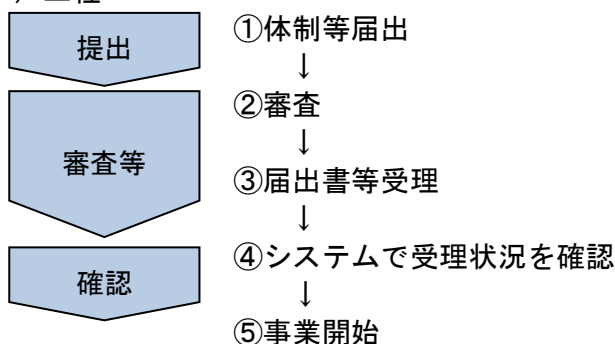 提出
①体制等届出
↓
②審査
↓
審査等
③届出書等受理
↓
④システムで受理状況を確認
確認
↓
⑤事業開始